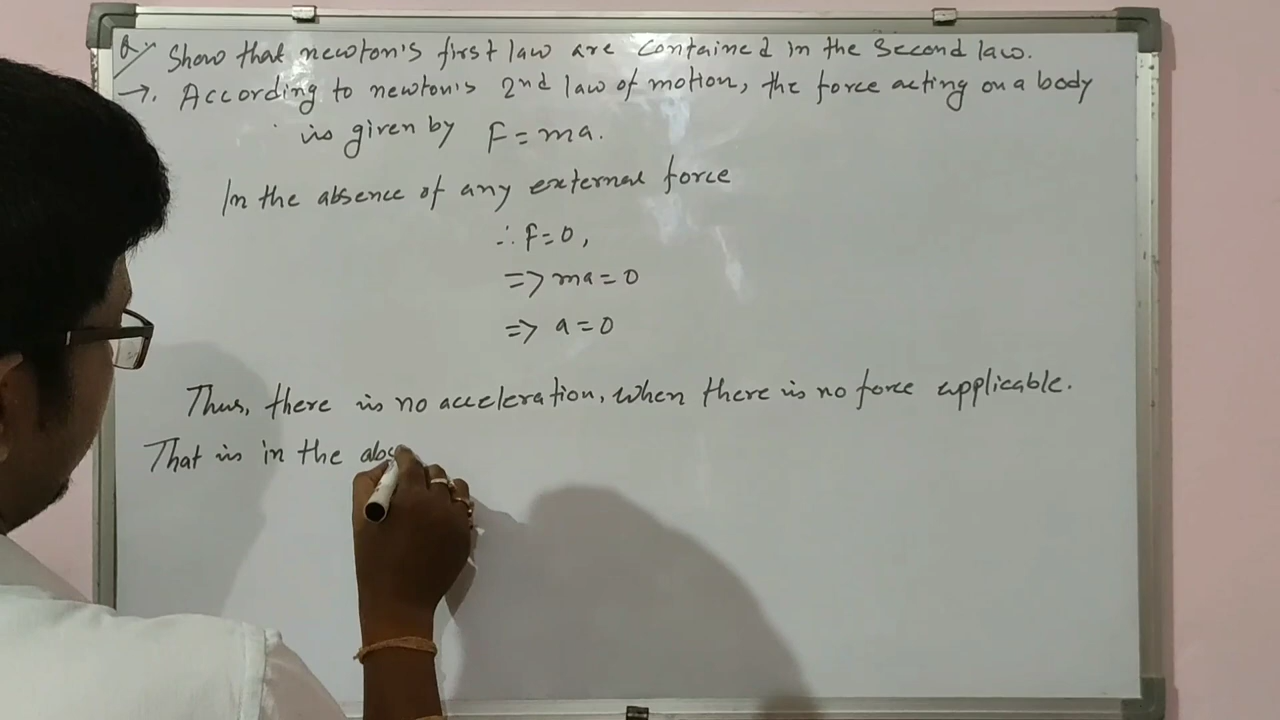 Q Show that newton's first law are contained in the second law.
→. According to newton's 2nd law of motion, the force acting on a body
is given by F = ma.
In the absence of any external force
∴ F=0,
=> ma = 0
=> a = 0
Thus, there is no acceleration, when there is no force applicable.
That is in the abs